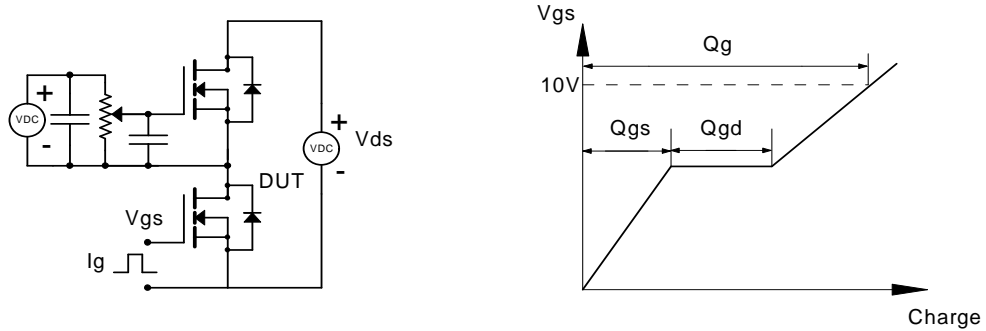 +
VDC
-
+
VDC
-
Vds
DUT
Vgs
Ig
Vgs
Qg
10V
Qgs
Qgd
Charge